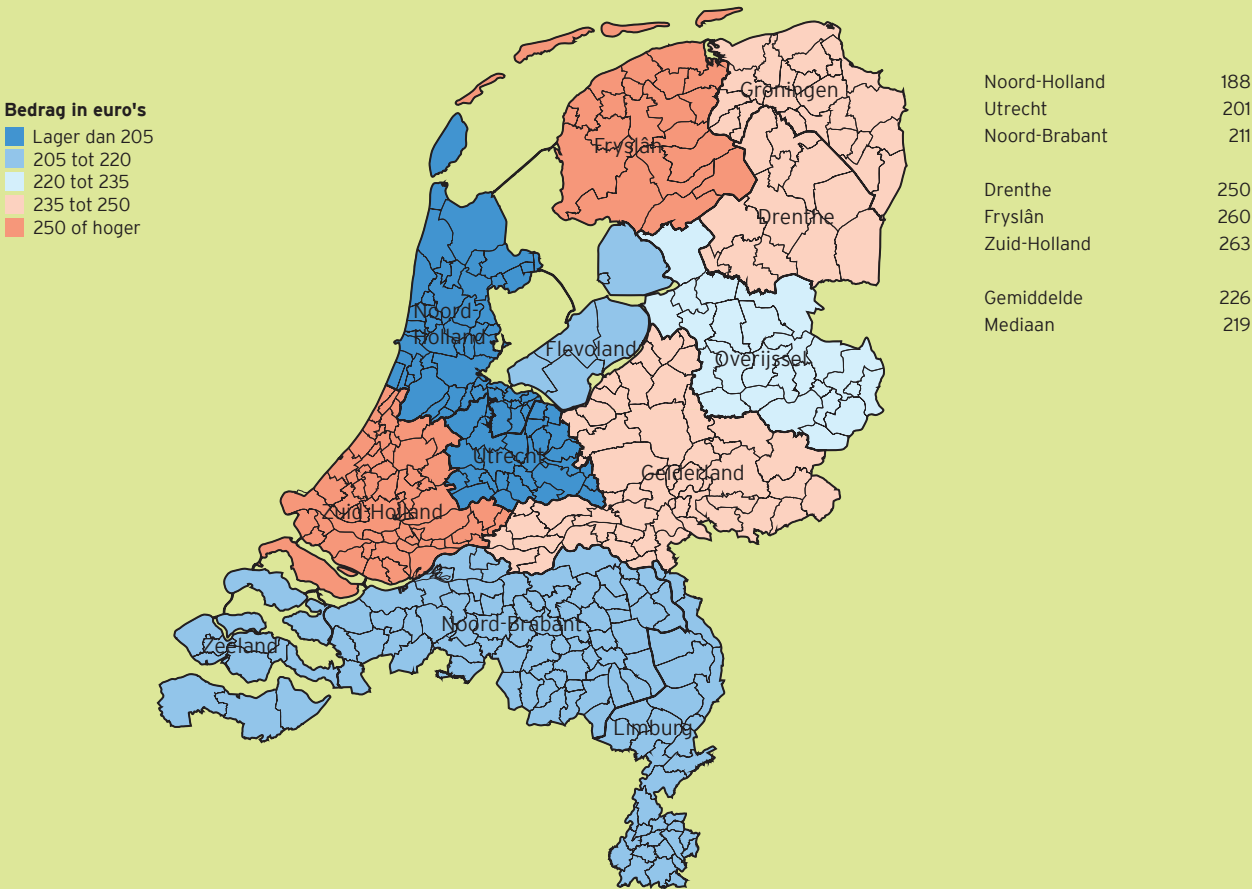 Bedrag in euro's
Lager dan 205
205 tot 220
220 tot 235
235 tot 250
250 of hoger
Groningen
Fryslân
Drenthe
Noord-
Holland
Flevoland
Overijssel
Utrecht
Gelderland
Zuid-Holland
Noord-Brabant
Zeeland
Limburg
Noord-Holland 188
Utrecht 201
Noord-Brabant 211
Drenthe 250
Fryslân 260
Zuid-Holland 263
Gemiddelde 226
Mediaan 219